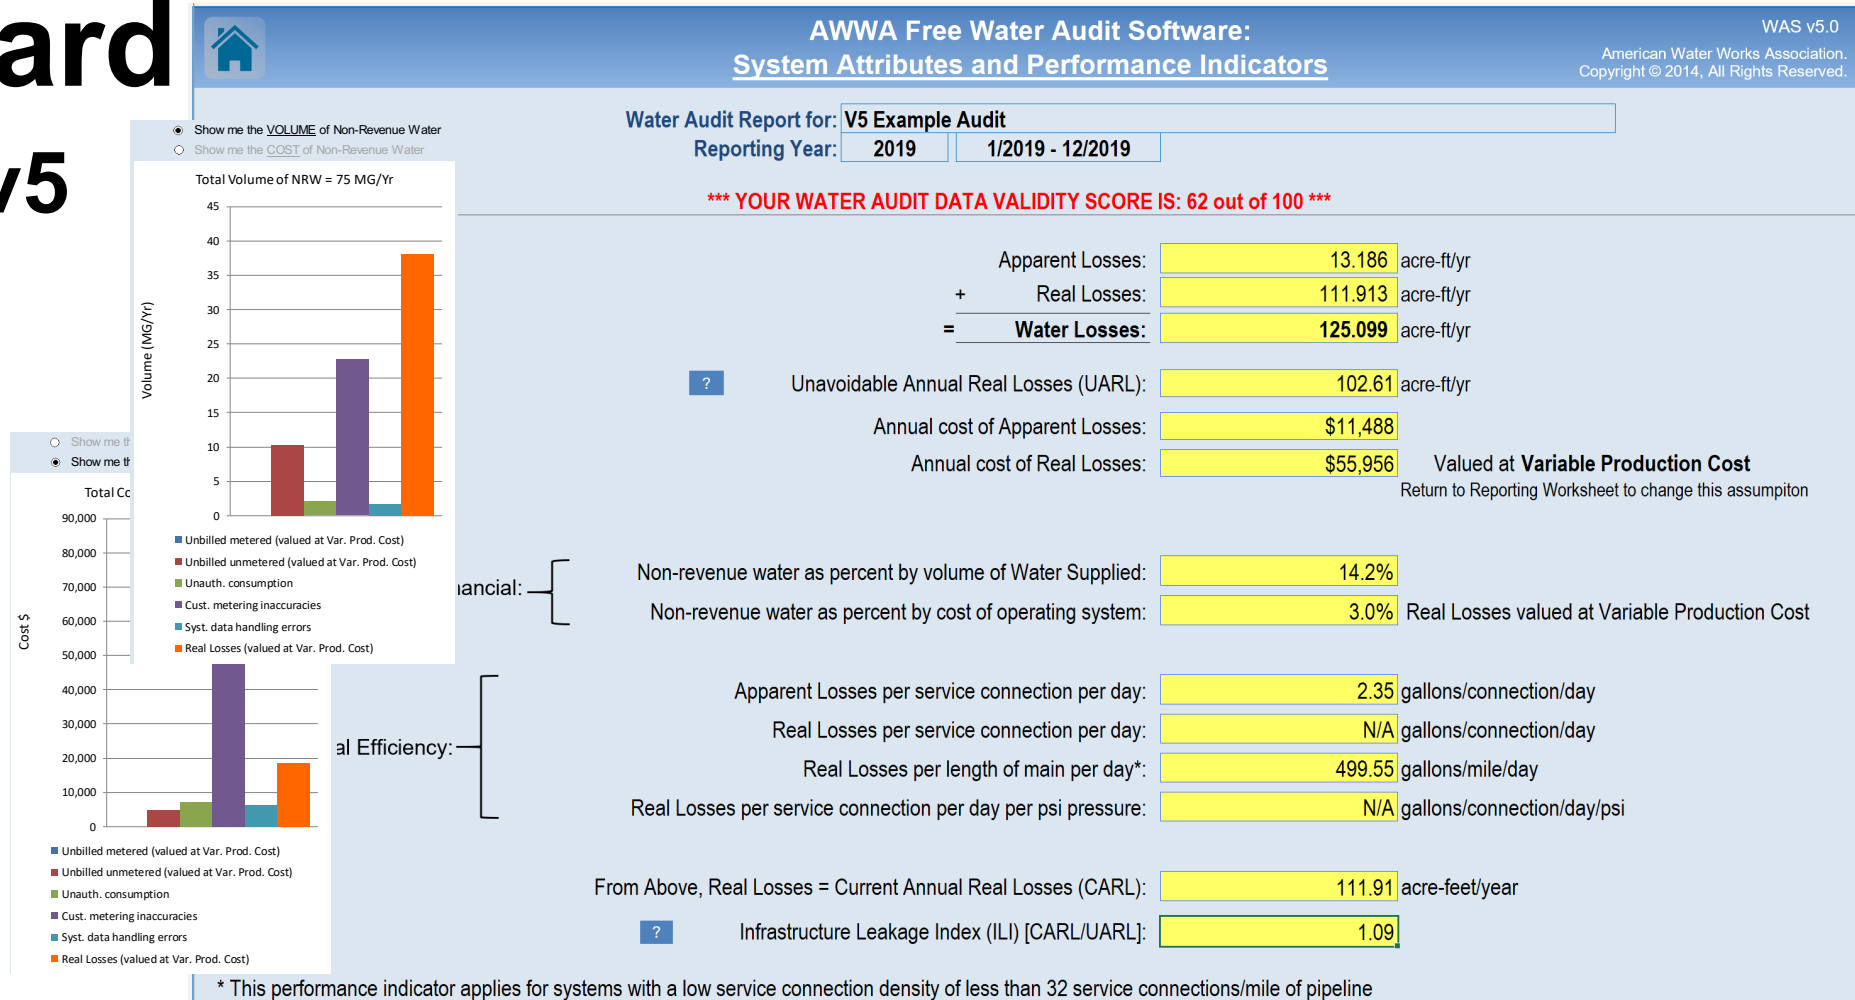 ard
v5
AWWA Free Water Audit Software:
System Attributes and Performance Indicators
WAS v5.0
American Water Works Association.
Copyright © 2014, All Rights Reserved.
Water Audit Report for: V5 Example Audit
Reporting Year: 2019 1/2019 - 12/2019
*** YOUR WATER AUDIT DATA VALIDITY SCORE IS: 62 out of 100 ***
Apparent Losses: 13.186 acre-ft/yr
+ Real Losses: 111.913 acre-ft/yr
= Water Losses: 125.099 acre-ft/yr
? Unavoidable Annual Real Losses (UARL): 102.61 acre-ft/yr
Annual cost of Apparent Losses: $11,488
Annual cost of Real Losses: $55,956 Valued at Variable Production Cost
Return to Reporting Worksheet to change this assumpiton
ancial:
Non-revenue water as percent by volume of Water Supplied: 14.2%
Non-revenue water as percent by cost of operating system: 3.0% Real Losses valued at Variable Production Cost
al Efficiency:
Apparent Losses per service connection per day: 2.35 gallons/connection/day
Real Losses per service connection per day: N/A gallons/connection/day
Real Losses per length of main per day*: 499.55 gallons/mile/day
Real Losses per service connection per day per psi pressure: N/A gallons/connection/day/psi
From Above, Real Losses = Current Annual Real Losses (CARL): 111.91 acre-feet/year
? Infrastructure Leakage Index (ILI) [CARL/UARL]: 1.09
* This performance indicator applies for systems with a low service connection density of less than 32 service connections/mile of pipeline
Show me the VOLUME of Non-Revenue Water
Show me the COST of Non-Revenue Water
Total Volume of NRW = 75 MG/Yr
Volume (MG/Yr)
45
40
35
30
25
20
15
10
5
0
Unbilled metered (valued at Var. Prod. Cost)
Unbilled unmetered (valued at Var. Prod. Cost)
Unauth. consumption
Cust. metering inaccuracies
Syst. data handling errors
Real Losses (valued at Var. Prod. Cost)
Show me th
Show me th
Total Co
Cost $
90,000
80,000
70,000
60,000
50,000
40,000
30,000
20,000
10,000
0
Unbilled metered (valued at Var. Prod. Cost)
Unbilled unmetered (valued at Var. Prod. Cost)
Unauth. consumption
Cust. metering inaccuracies
Syst. data handling errors
Real Losses (valued at Var. Prod. Cost)